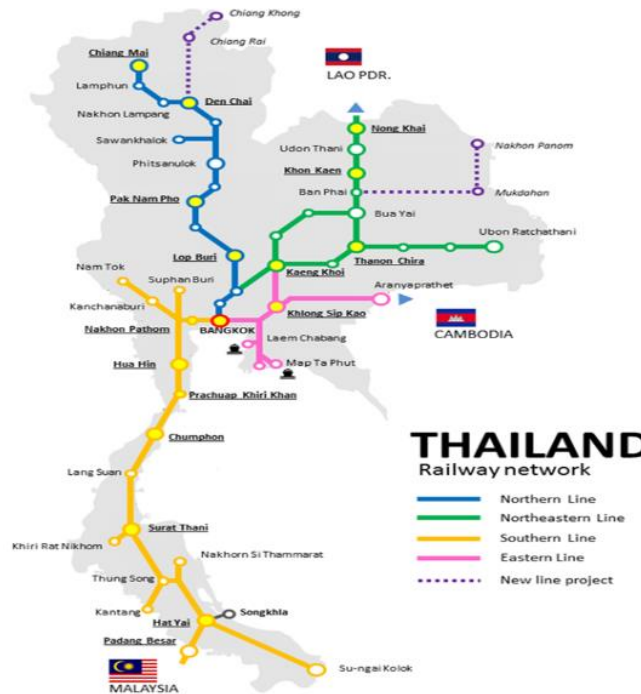 Chiang Khong
Chiang Rai
Chiang Mai
LAO PDR.
Lamphun
Den Chai
Nakhon Lampang
Nong Khai
Sawankhalok
Udon Thani
Nakhon Panom
Phitsanulok
Khon Kaen
Pak Nam Pho
Ban Phai
Mukdahan
Bua Yai
Ubon Ratchathani
Lop Buri
Thanon Chira
Nam Tok
Suphan Buri
Kaeng Khoi
Aranyaprathet
Kanchanaburi
Khlong Sip Kao
Nakhon Pathom
BANGKOK
CAMBODIA
Laem Chabang
Hua Hin
Map Ta Phut
Prachuap Khiri Khan
Chumphon
THAILAND
Railway network
Lang Suan
Northern Line
Northeastern Line
Surat Thani
Southern Line
Khiri Rat Nikhom
Nakhorn Si Thammarat
Eastern Line
Thung Song
New line project
Kantang
Songkhla
Hat Yai
Padang Besar
Su-ngai Kolok
MALAYSIA